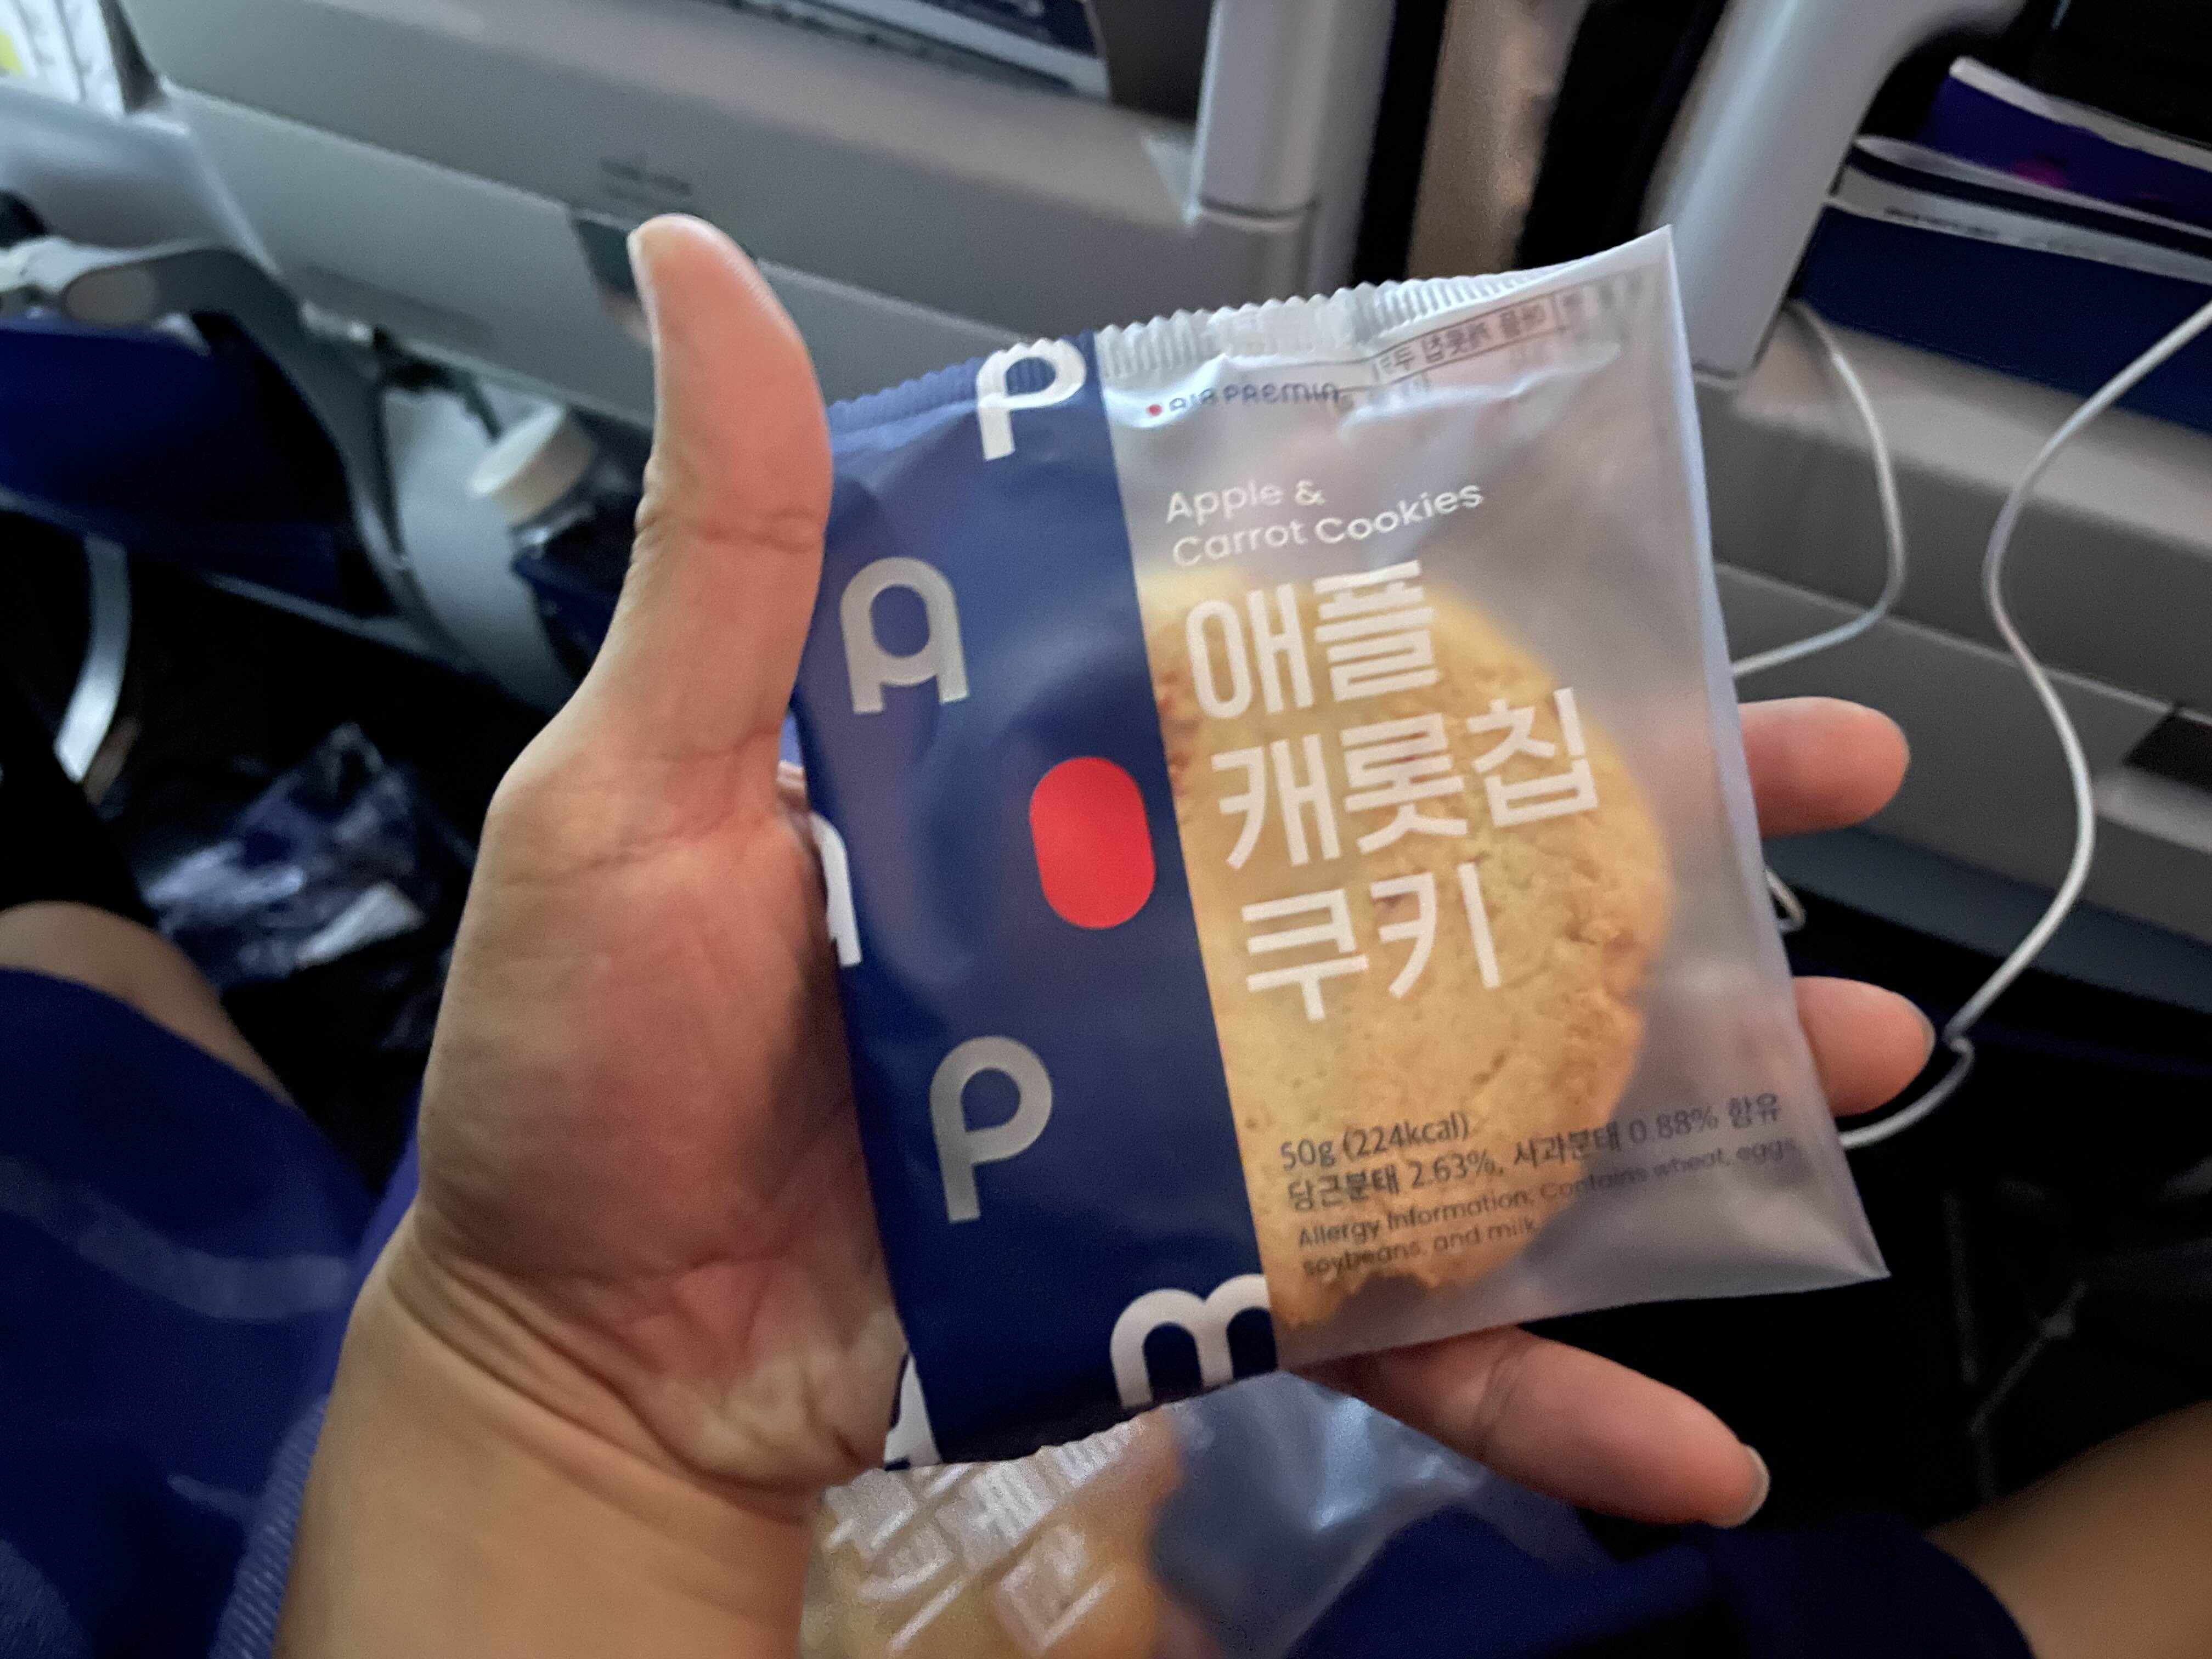 AIR PREMIA
Apple &
Carrot Cookies
애플
캐롯칩
쿠키
50g (224kcal)
당근분태 2.63%, 사과분태 0.88% 함유
Allergy Information: Contains wheat, eggs,
soybeans, and milk
P
A
P
m